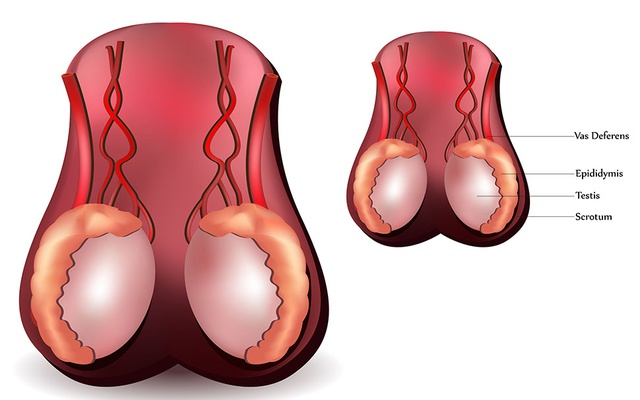 Vas Deferens
Epididymis
Testis
Scrotum